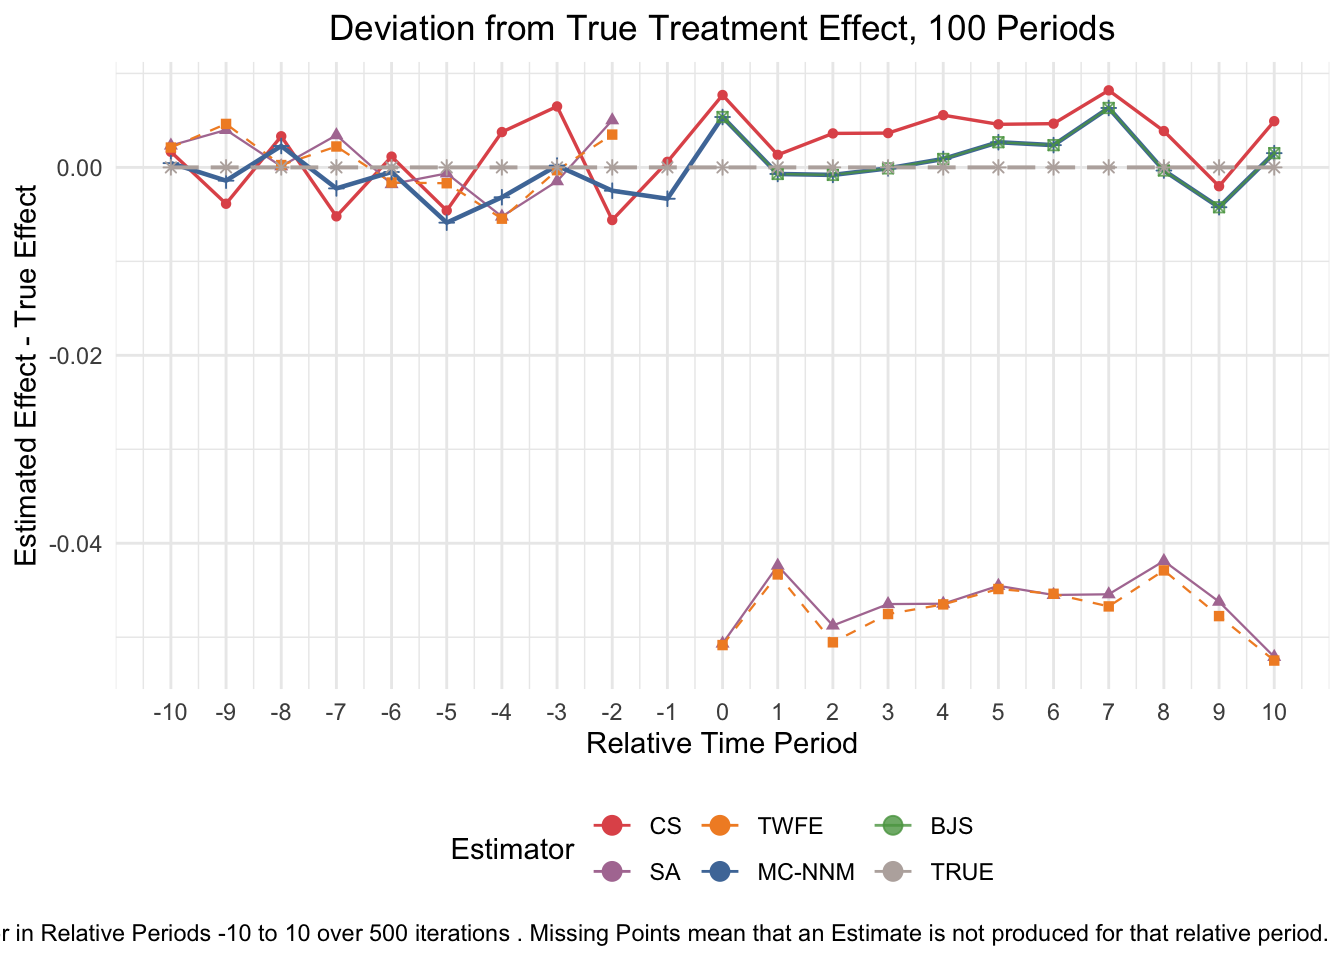 Deviation from True Treatment Effect, 100 Periods
Estimated Effect - True Effect
0.00
-0.02
-0.04
-10 -9 -8 -7 -6 -5 -4 -3 -2 -1 0 1 2 3 4 5 6 7 8 9 10
Relative Time Period
Estimator
CS TWFE BJS
SA MC-NNM TRUE
in Relative Periods -10 to 10 over 500 iterations . Missing Points mean that an Estimate is not produced for that relative period.